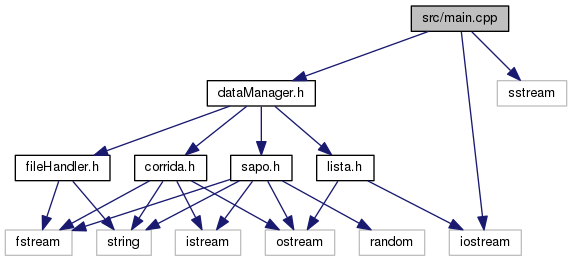 src/main.cpp
dataManager.h
sstream
fileHandler.h
corrida.h
sapo.h
lista.h
fstream
string
istream
ostream
random
iostream